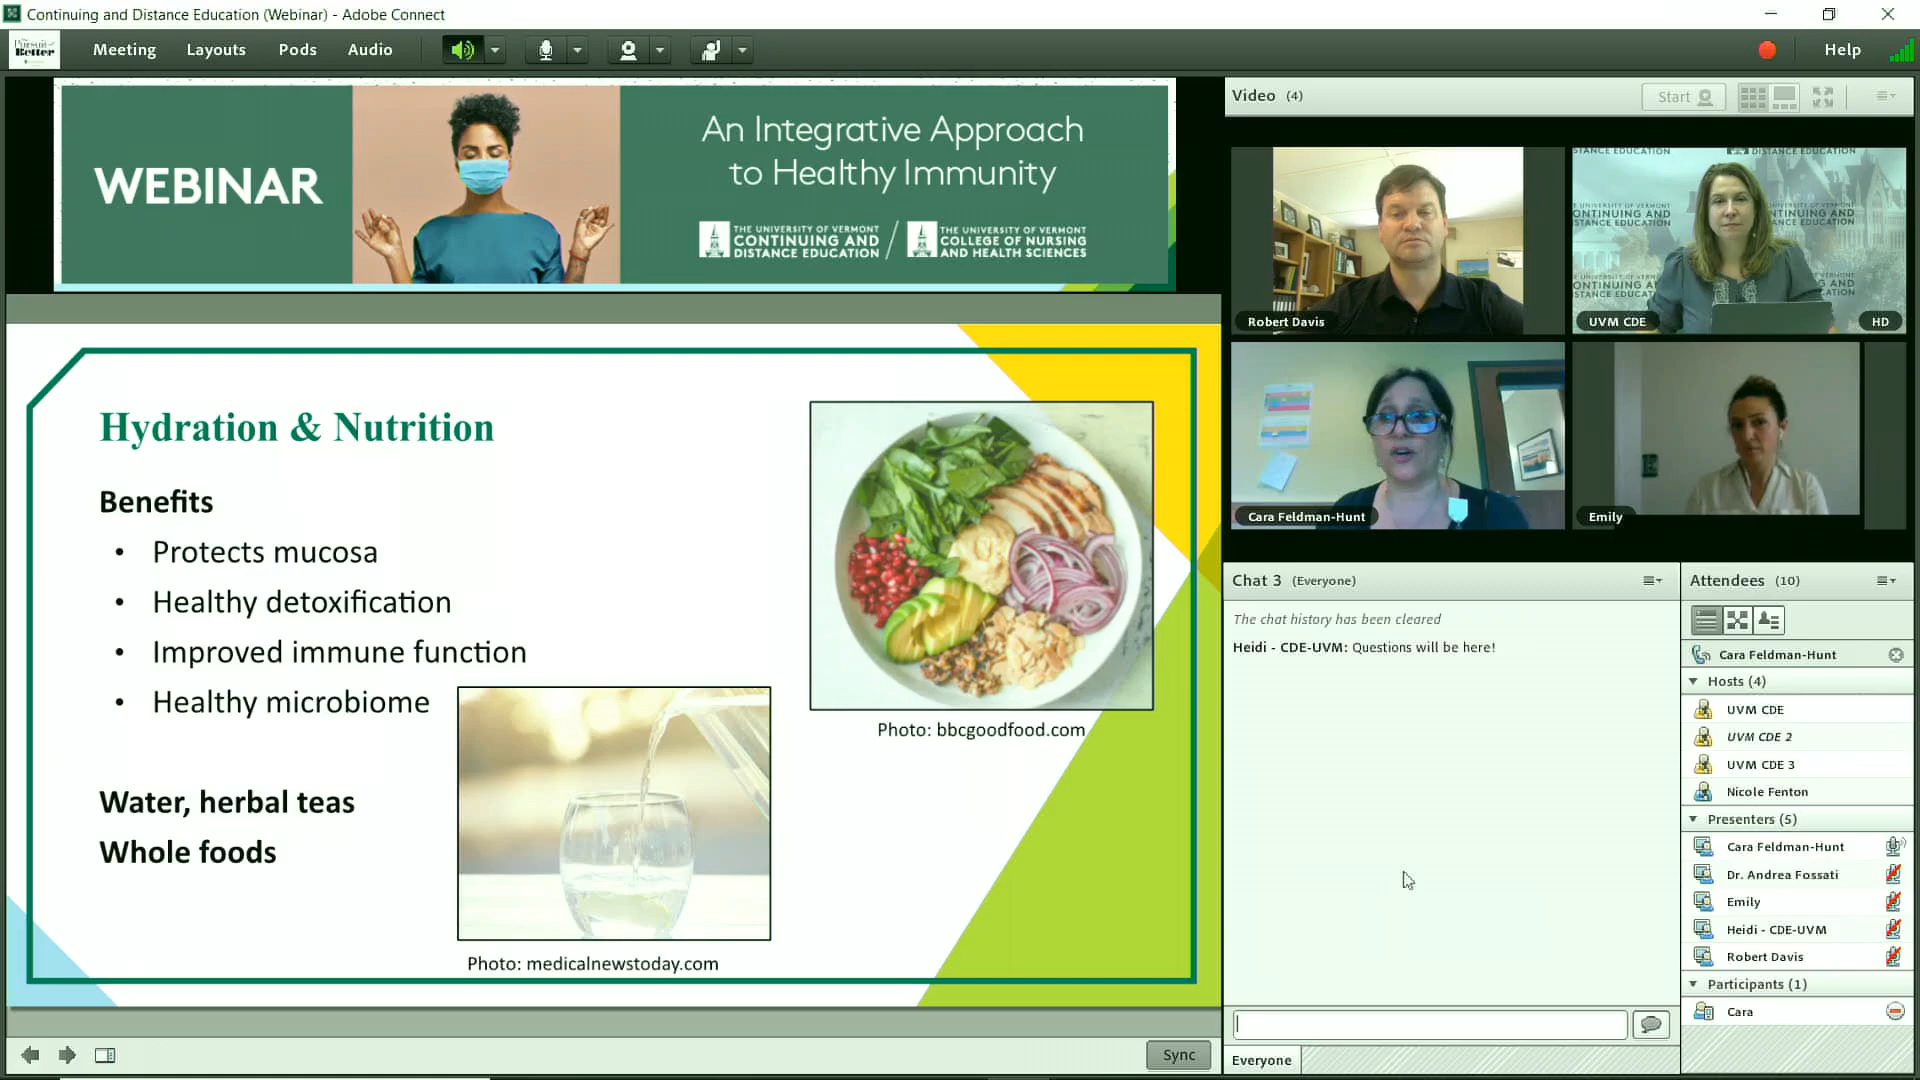 Continuing and Distance Education (Webinar) - Adobe Connect
Pursuit of
Better
Meeting
Layouts
Pods
Audio
Help
WEBINAR
An Integrative Approach
to Healthy Immunity
THE UNIVERSITY OF VERMONT
CONTINUING AND
DISTANCE EDUCATION
THE UNIVERSITY OF VERMONT
COLLEGE OF NURSING
AND HEALTH SCIENCES
Hydration & Nutrition
Benefits
• Protects mucosa
• Healthy detoxification
• Improved immune function
• Healthy microbiome
Water, herbal teas
Whole foods
Photo: bbcgoodfood.com
Photo: medicalnewstoday.com
Sync
Video (4)
Start
Robert Davis
UVM CDE
HD
Cara Feldman-Hunt
Emily
Chat 3 (Everyone)
The chat history has been cleared
Heidi - CDE-UVM: Questions will be here!
Everyone
Attendees (10)
Cara Feldman-Hunt
Hosts (4)
UVM CDE
UVM CDE 2
UVM CDE 3
Nicole Fenton
Presenters (5)
Cara Feldman-Hunt
Dr. Andrea Fossati
Emily
Heidi - CDE-UVM
Robert Davis
Participants (1)
Cara